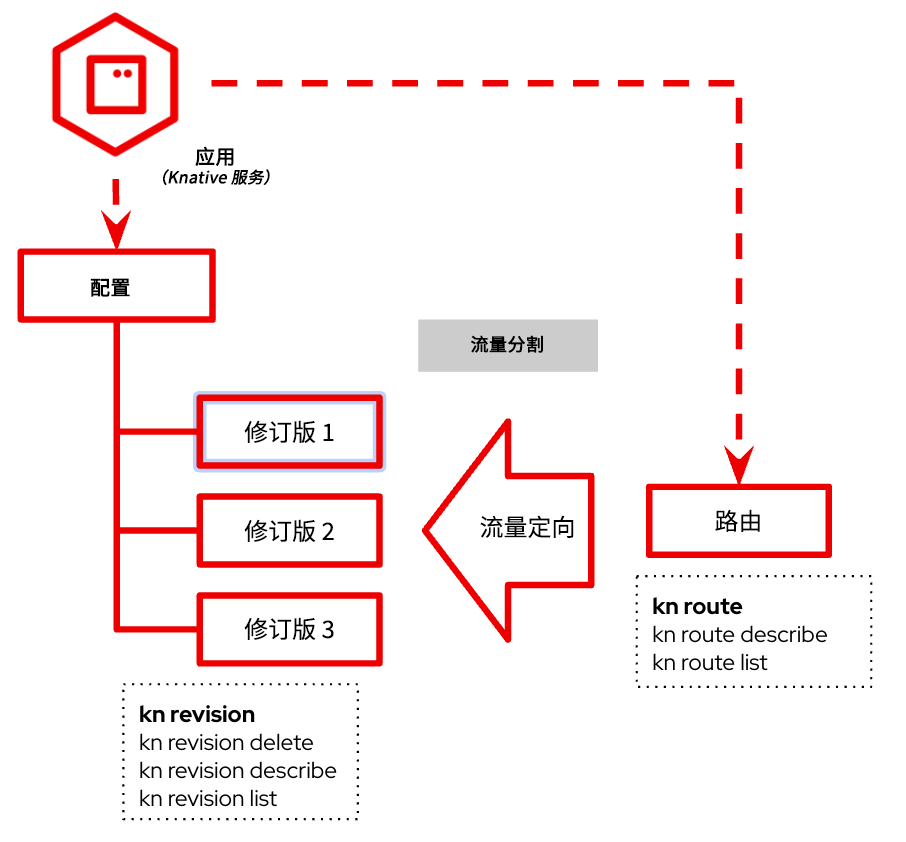 应用
（Knative 服务）
配置
流量分割
修订版 1
修订版 2
修订版 3
流量定向
路由
kn route
kn route describe
kn route list
kn revision
kn revision delete
kn revision describe
kn revision list